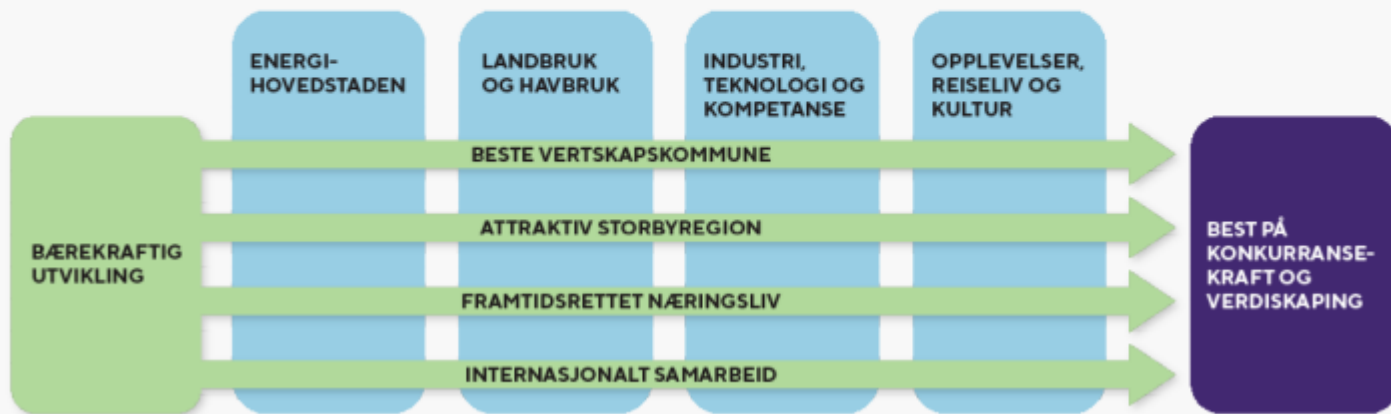 ENERGI-
HOVEDSTADEN
LANDBRUK
OG HAVBRUK
INDUSTRI,
TEKNOLOGI OG
KOMPETANSE
OPPLEVELSER,
REISELIV OG
KULTUR
BÆREKRAFTIG
UTVIKLING
BESTE VERTSKAPSKOMMUNE
ATTRAKTIV STORBYREGION
FRAMTIDSRETTET NÆRINGSLIV
INTERNASJONALT SAMARBEID
BEST PÅ
KONKURRANSE-
KRAFT OG
VERDISKAPING